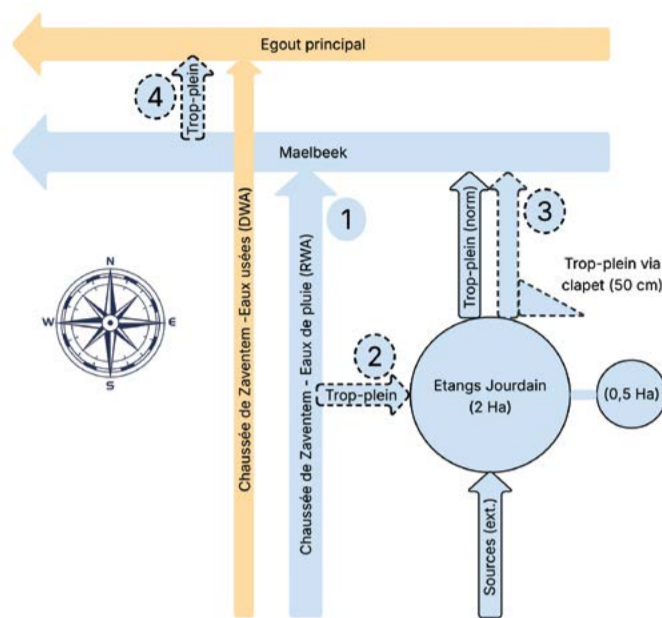 Egout principal
4
Trop-plein
Maelbeek
1
3
Trop-plein (norm)
Trop-plein via
clapet (50 cm)
Chaussée de Zaventem -Eaux usées (DWA)
Chaussée de Zaventem - Eaux de pluie (RWA)
N
W
E
S
2
Trop-plein
Etangs Jourdain
(2 Ha)
(0,5 Ha)
Sources (ext.)